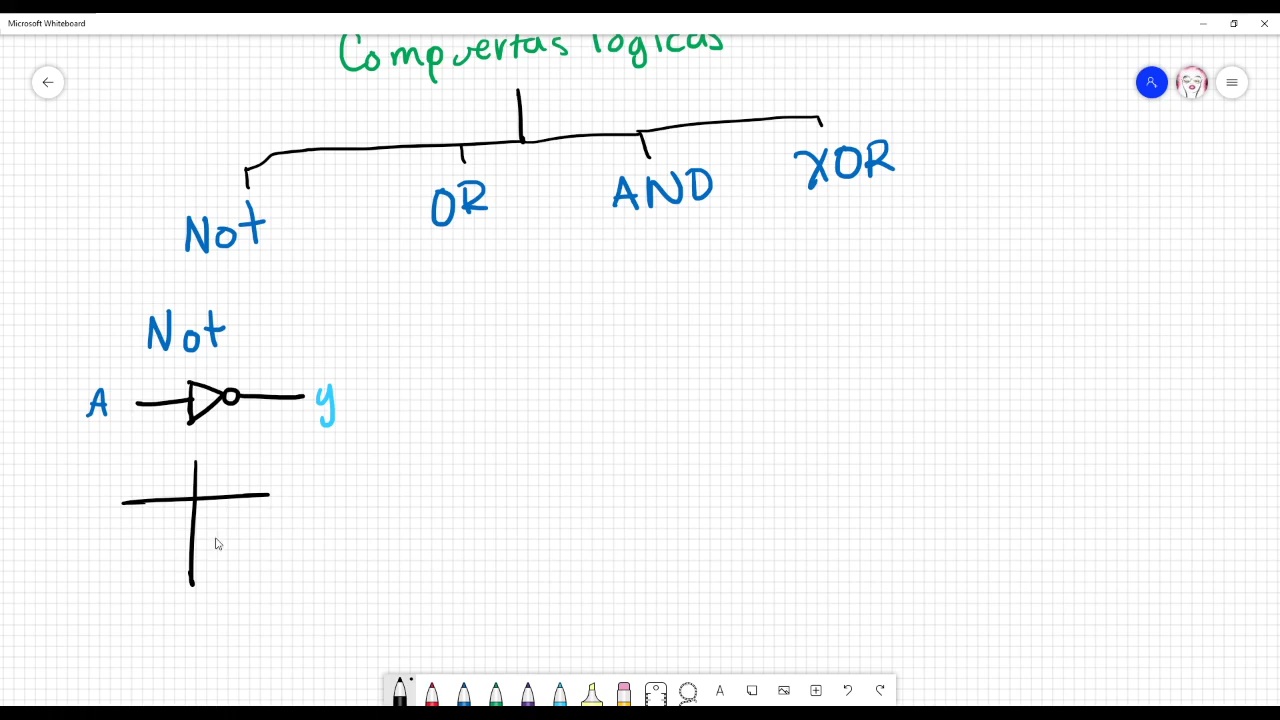 Microsoft Whiteboard
Compuertas lógicas
Not OR AND XOR
Not
A y
A